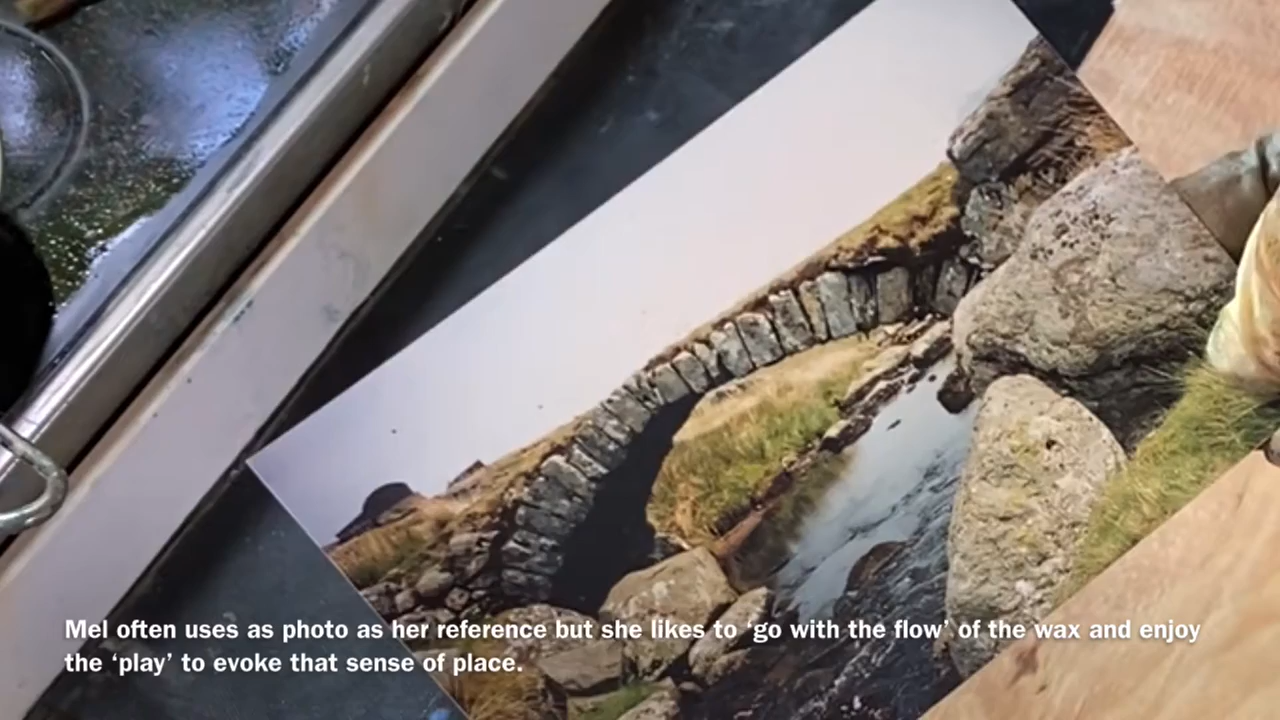 Mel often uses as photo as her reference but she likes to ‘go with the flow’ of the wax and enjoy
the ‘play’ to evoke that sense of place.